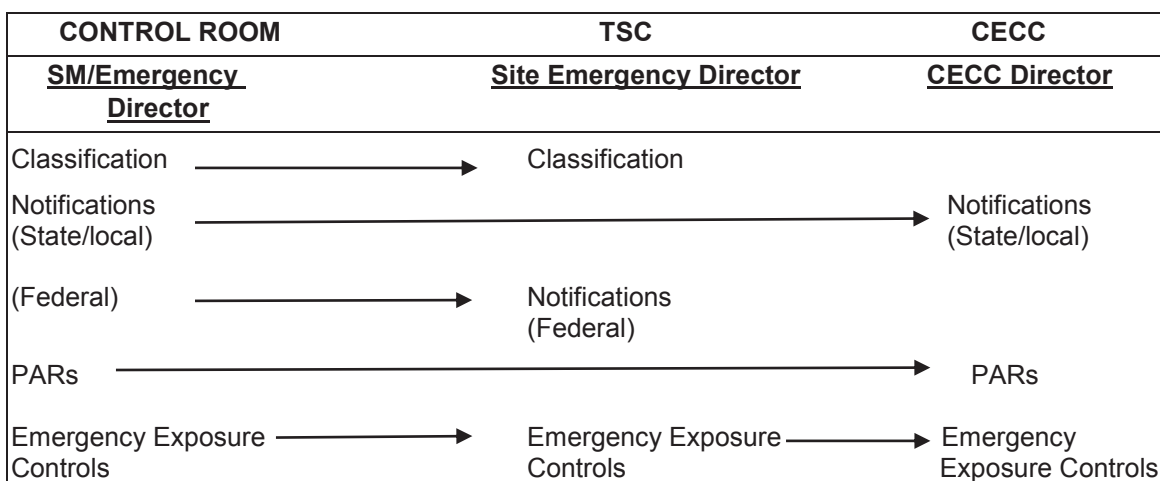 CONTROL ROOM TSC CECC
SM/Emergency Director Site Emergency Director CECC Director
Classification Classification
Notifications (State/local) Notifications (State/local)
(Federal) Notifications (Federal)
PARs PARs
Emergency Exposure Controls Emergency Exposure Controls Emergency Exposure Controls